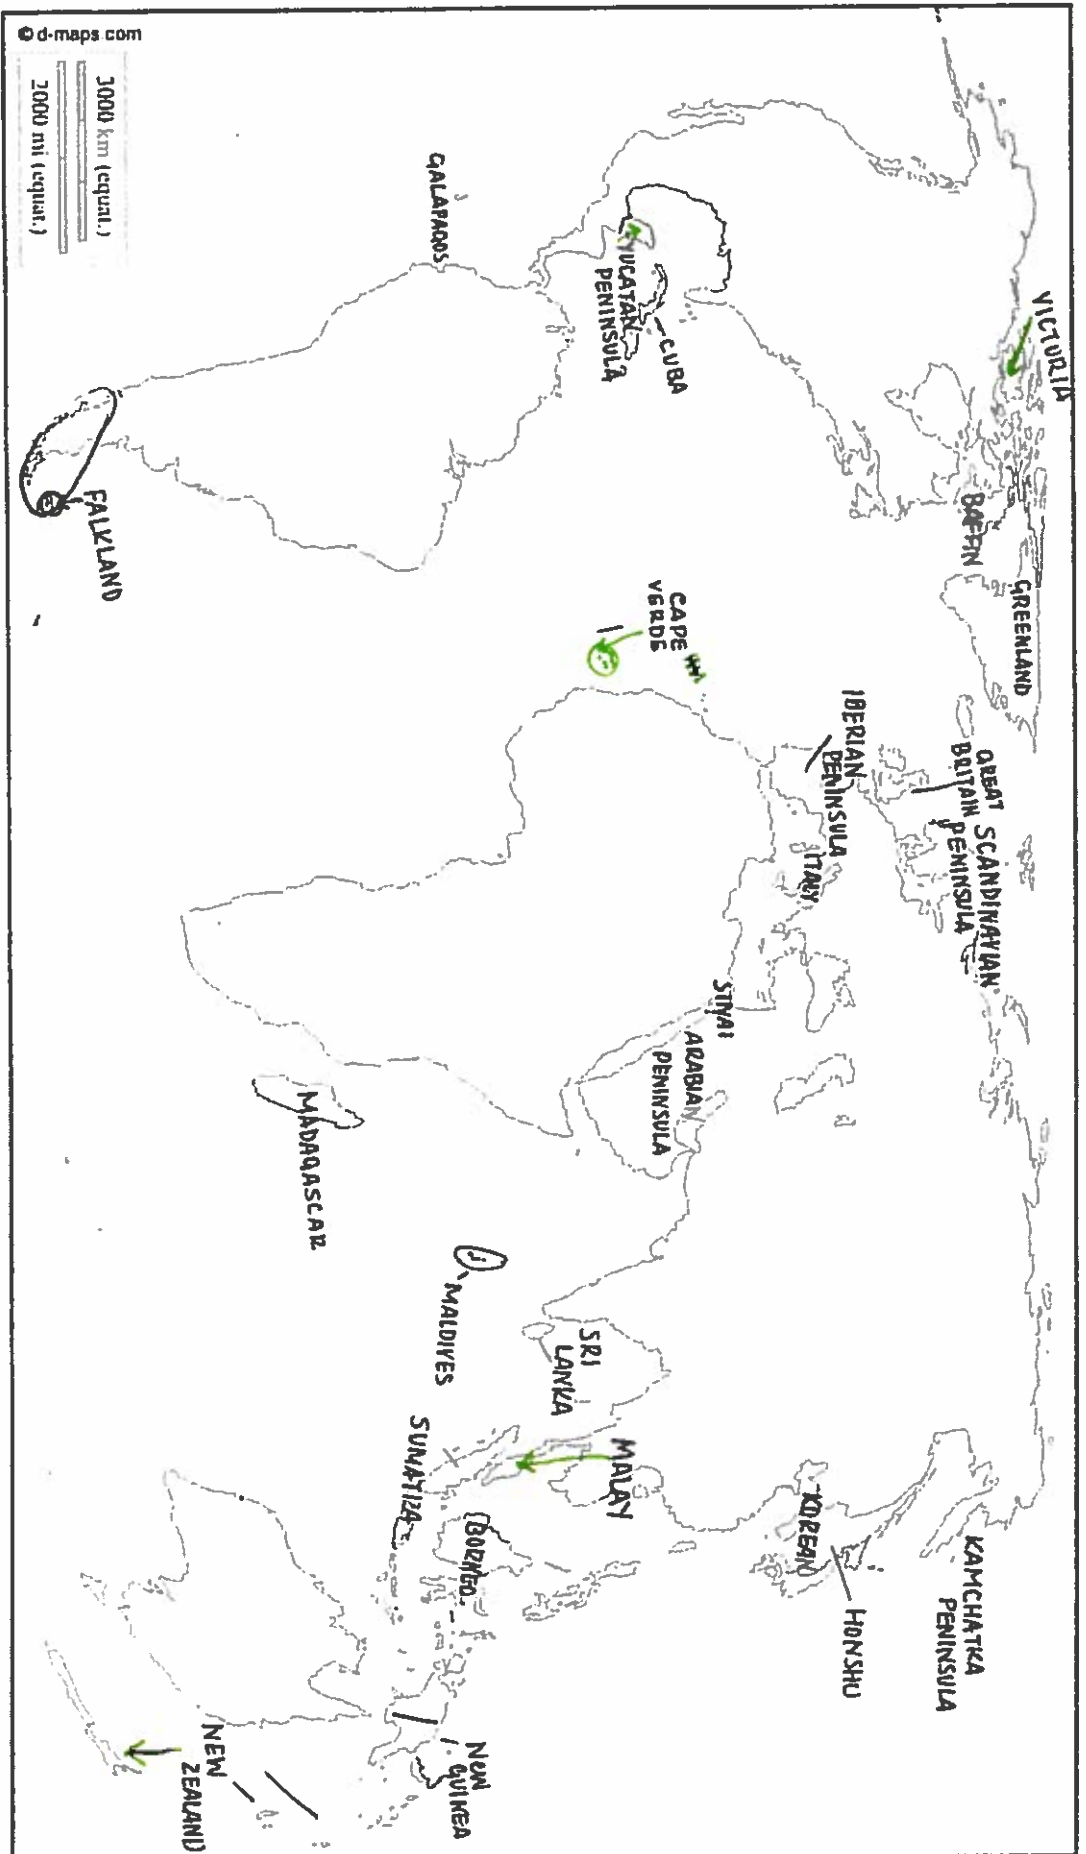 VICTORIA
GREENLAND
BAFFIN
GREAT
BRITAIN
SCANDINAVIAN
PENINSULA
IBERIAN
PENINSULA
ITALY
KAMCHATKA
PENINSULA
KOREAN
HONSHU
CUBA
YUCATAN
PENINSULA
CAPE
VERDE
SINAI
ARABIAN
PENINSULA
SRI
LANKA
MALAY
GALAPAGOS
MALDIVES
SUMATRA
BORNEO
NEW
GUINEA
MADAGASCAR
FALKLAND
NEW
ZEALAND
3000 km (equat.)
2000 mi (equat.)
© d-maps.com